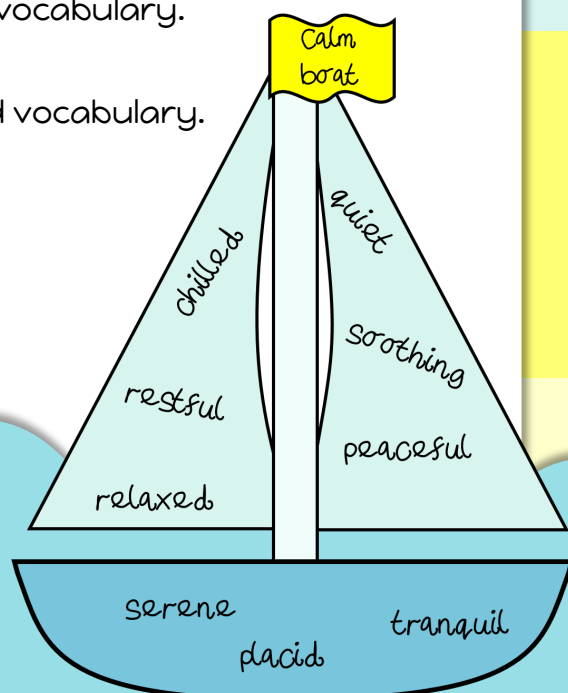 vocabulary.
vocabulary.
Calm
boat
chilled
quiet
soothing
restful
peaceful
relaxed
serene
tranquil
placid